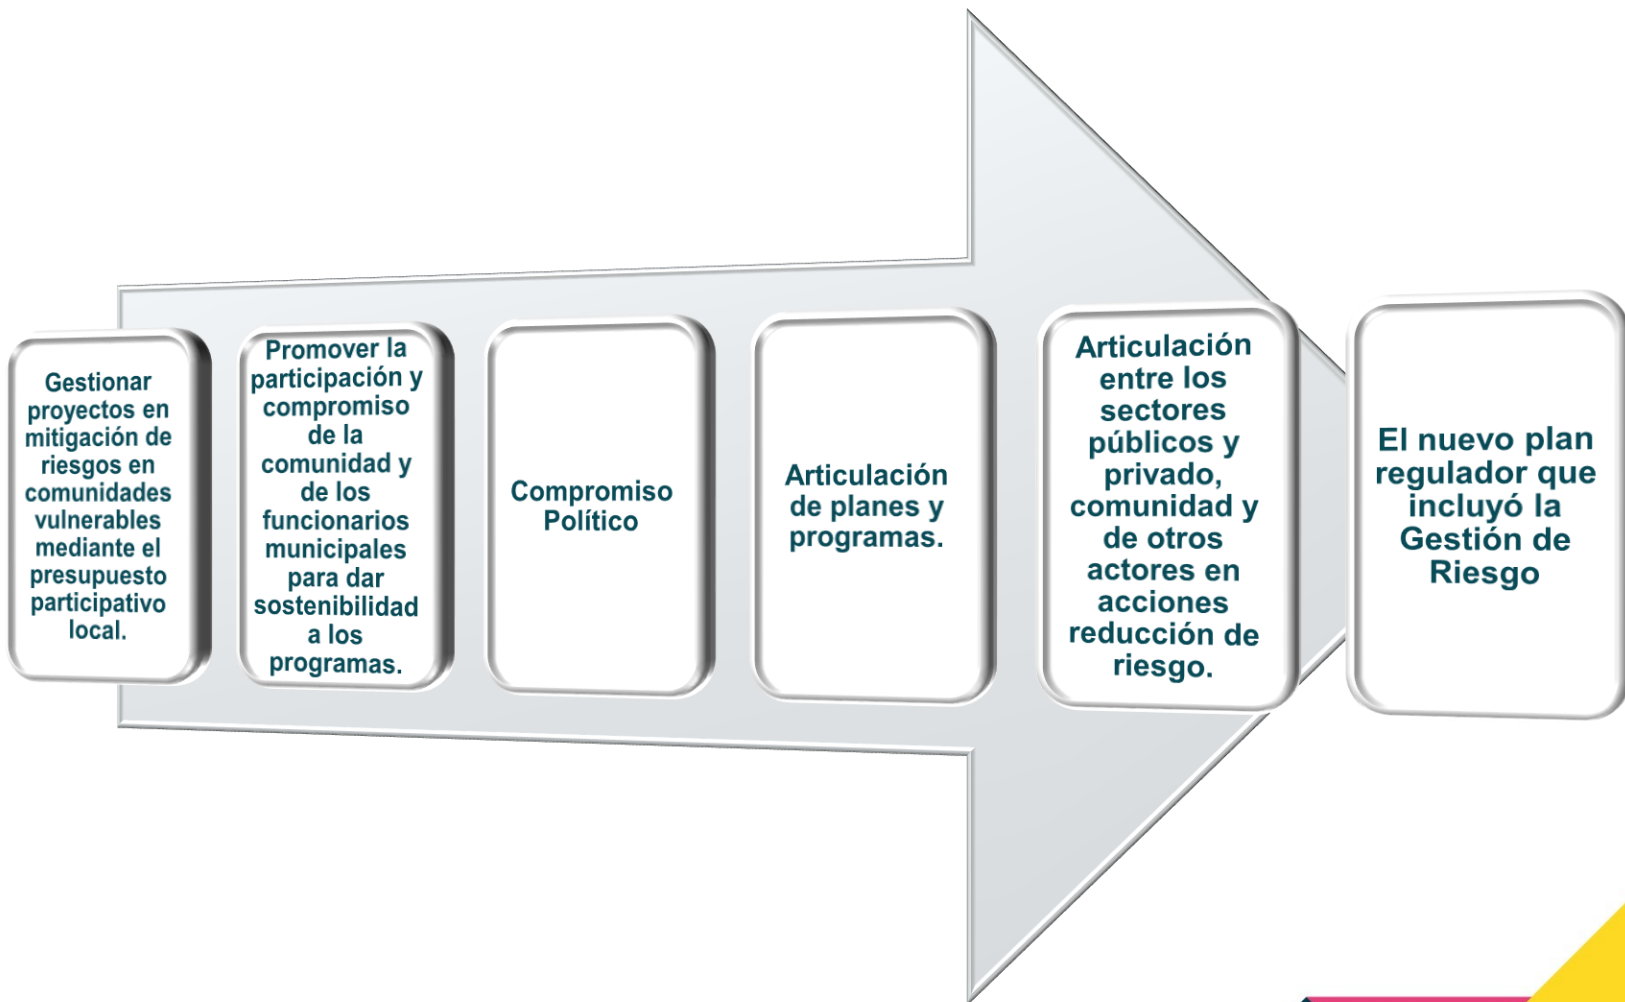 Gestionar
proyectos en
mitigación de
riesgos en
comunidades
vulnerables
mediante el
presupuesto
participativo
local.
Promover la
participación y
compromiso
de la
comunidad y
de los
funcionarios
municipales
para dar
sostenibilidad
a los
programas.
Compromiso
Político
Articulación
de planes y
programas.
Articulación
entre los
sectores
públicos y
privado,
comunidad y
de otros
actores en
acciones
reducción de
riesgo.
El nuevo plan
regulador que
incluyó la
Gestión de
Riesgo